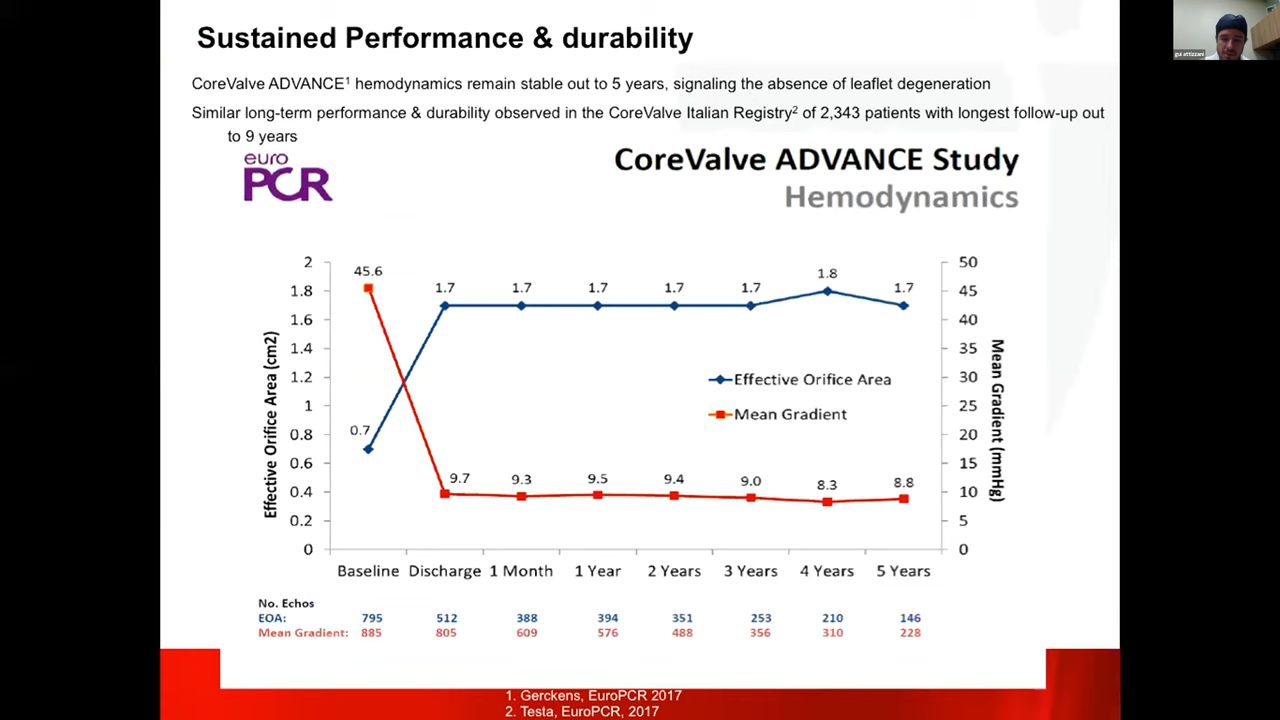 Sustained Performance & durability
gui attizzani
CoreValve ADVANCE1 hemodynamics remain stable out to 5 years, signaling the absence of leaflet degeneration
Similar long-term performance & durability observed in the CoreValve Italian Registry2 of 2,343 patients with longest follow-up out
to 9 years
euro
PCR
CoreValve ADVANCE Study
Hemodynamics
Effective Orifice Area (cm2)
2
1.8
1.6
1.4
1.2
1
0.8
0.6
0.4
0.2
0
45.6
1.7
1.7
1.7
1.7
1.7
1.8
1.7
0.7
9.7
9.3
9.5
9.4
9.0
8.3
8.8
Effective Orifice Area
Mean Gradient
50
45
40
35
30
25
20
15
10
5
0
Mean Gradient (mmHg)
Baseline Discharge 1 Month 1 Year 2 Years 3 Years 4 Years 5 Years
No. Echos
EOA: 795 512 388 394 351 253 210 146
Mean Gradient: 885 805 609 576 488 356 310 228
1. Gerckens, EuroPCR 2017
2. Testa, EuroPCR, 2017